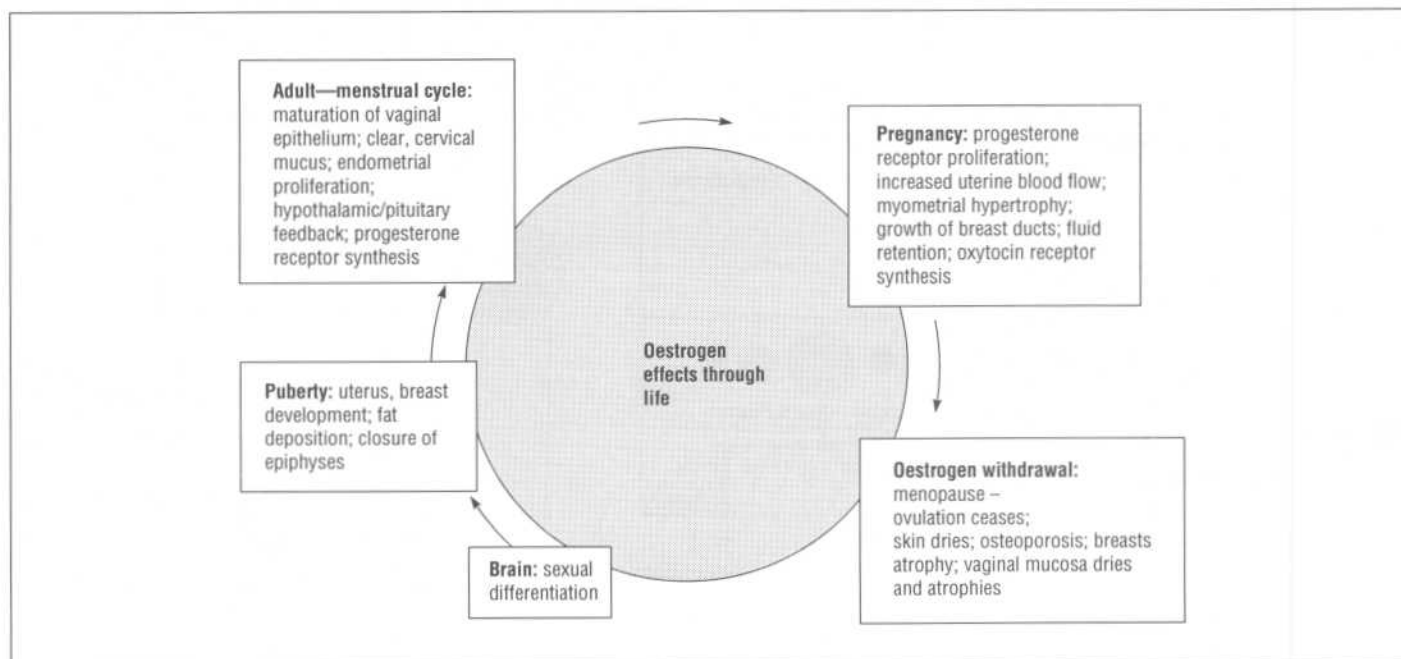 Adult—menstrual cycle:
maturation of vaginal
epithelium; clear, cervical
mucus; endometrial
proliferation;
hypothalamic/pituitary
feedback; progesterone
receptor synthesis
Pregnancy: progesterone
receptor proliferation;
increased uterine blood flow;
myometrial hypertrophy;
growth of breast ducts; fluid
retention; oxytocin receptor
synthesis
Oestrogen
effects through
life
Puberty: uterus, breast
development; fat
deposition; closure of
epiphyses
Oestrogen withdrawal:
menopause –
ovulation ceases;
skin dries; osteoporosis; breasts
atrophy; vaginal mucosa dries
and atrophies
Brain: sexual
differentiation